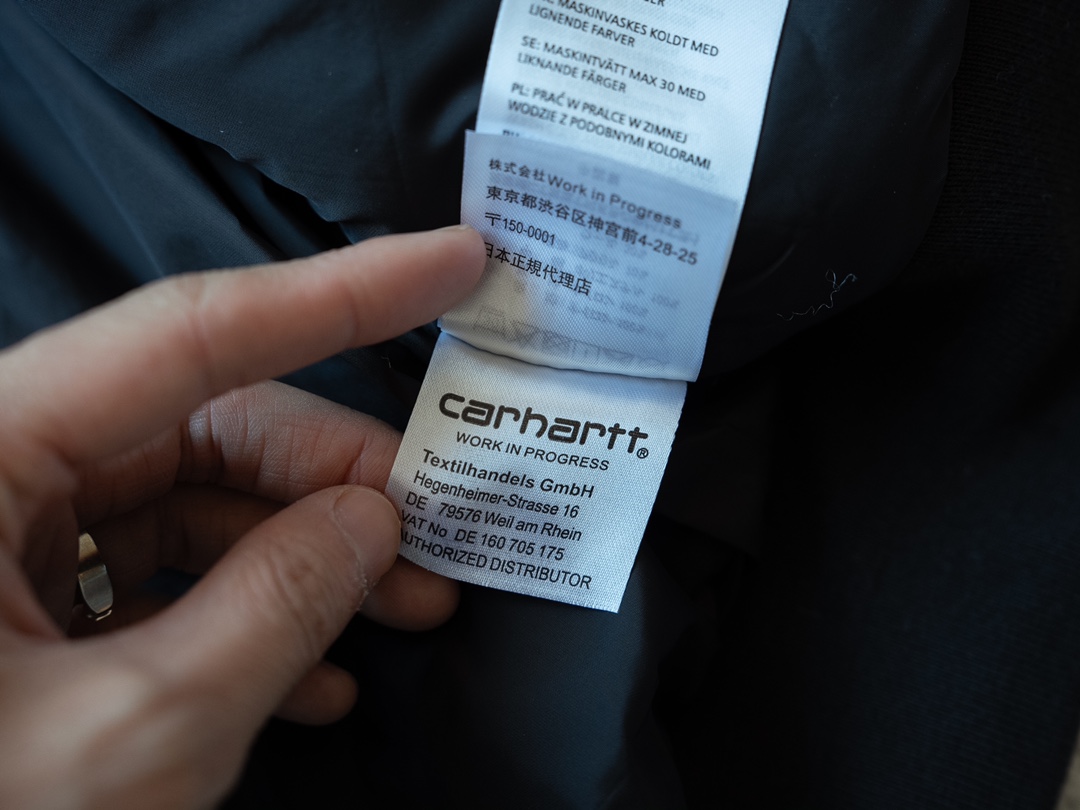 MASKINVASKES KOLDT MED
LIGNENDE FARVER
SE: MASKINTVÄTT MAX 30 MED
LIKNANDE FÄRGER
PL: PRAĆ W PRALCE W ZIMNEJ
WODZIE Z PODOBNYMI KOLORAMI
株式会社Work in Progress
東京都渋谷区神宮前4-28-25
〒150-0001
日本正規代理店
carhartt®
WORK IN PROGRESS
Textilhandels GmbH
Hegenheimer-Strasse 16
DE 79576 Weil am Rhein
VAT No DE 160 705 175
AUTHORIZED DISTRIBUTOR